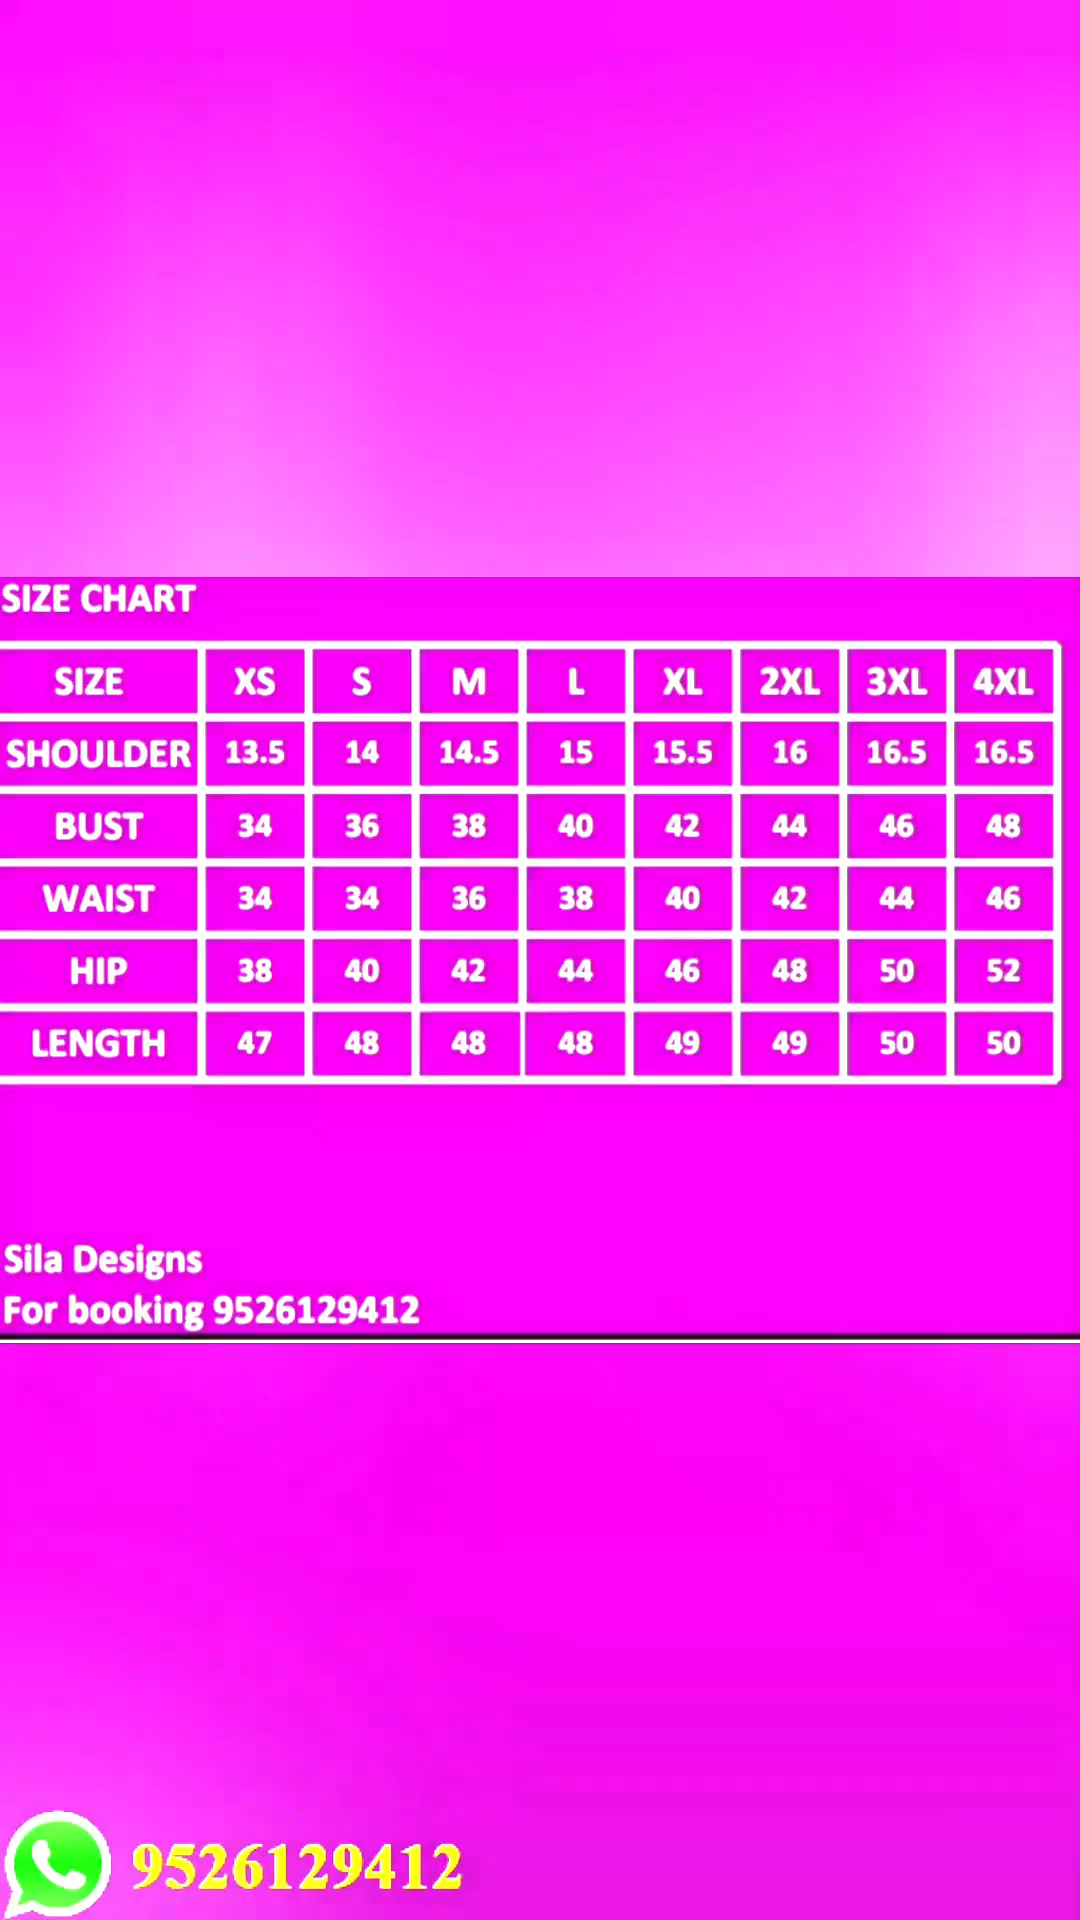 SIZE CHART
SIZE XS S M L XL 2XL 3XL 4XL
SHOULDER 13.5 14 14.5 15 15.5 16 16.5 16.5
BUST 34 36 38 40 42 44 46 48
WAIST 34 34 36 38 40 42 44 46
HIP 38 40 42 44 46 48 50 52
LENGTH 47 48 48 48 49 49 50 50
Sila Designs
For booking 9526129412
9526129412